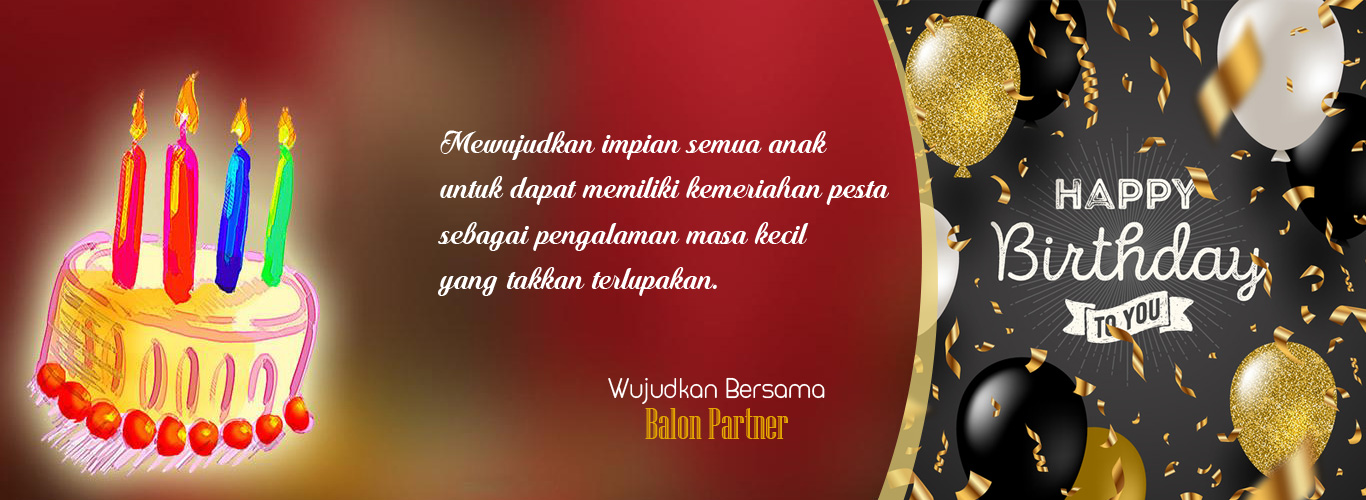 Mewujudkan impian semua anak
untuk dapat memiliki kemeriahan pesta
sebagai pengalaman masa kecil
yang takkan terlupakan.
Wujudkan Bersama
Balon Partner
HAPPY
Birthday
TO YOU